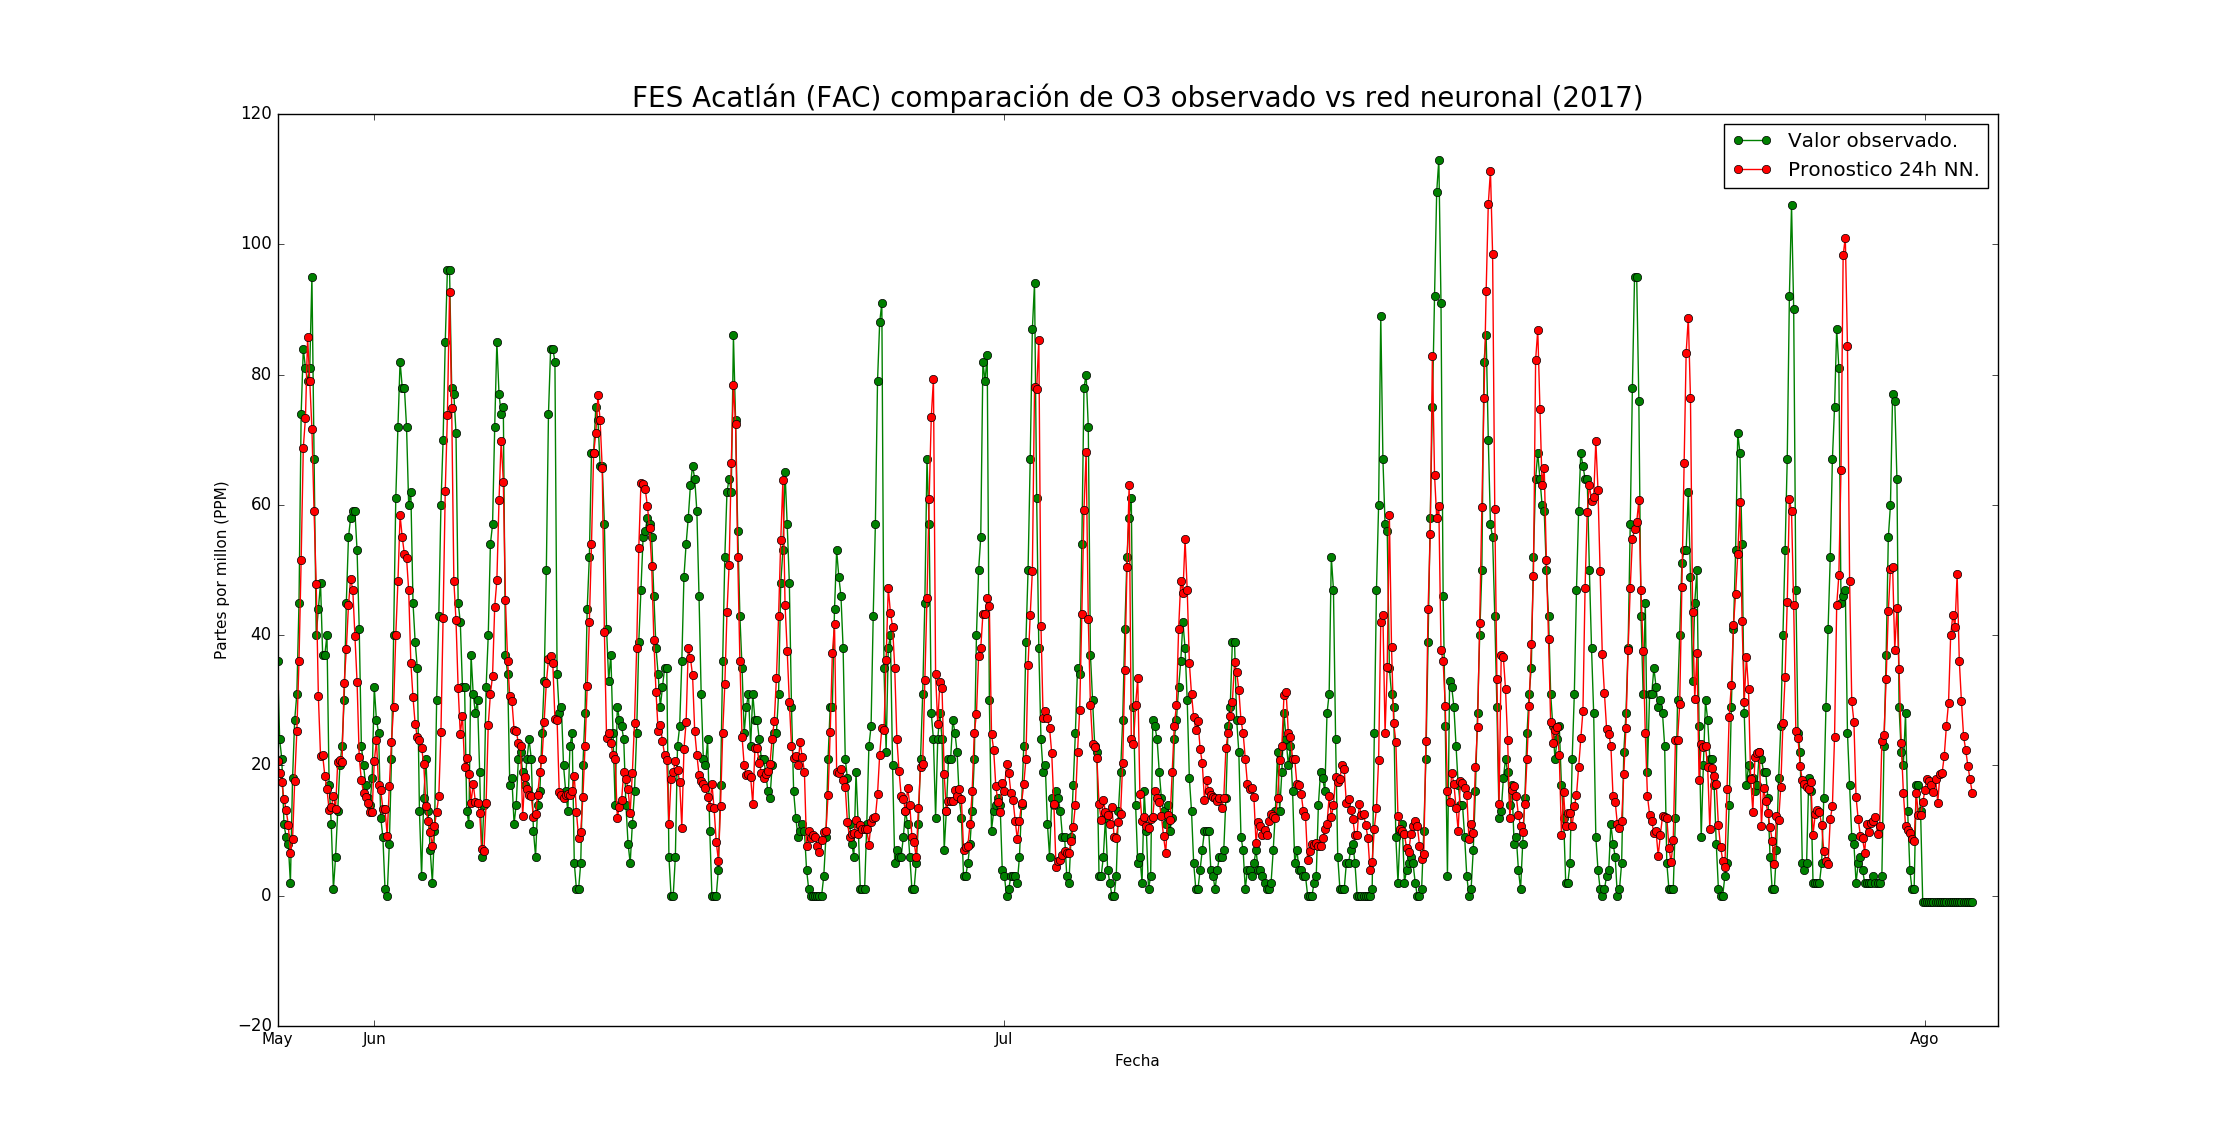 FES Acatlán (FAC) comparación de O3 observado vs red neuronal (2017)
Valor observado.
Pronostico 24h NN.
120
100
80
60
40
20
0
−20
Partes por millon (PPM)
May Jun Jul Ago
Fecha